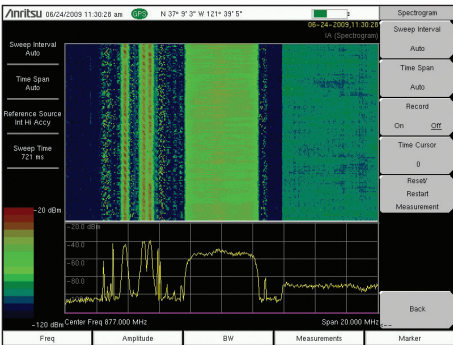 Anritsu 06/24/2009 11:30:28 am GPS N 37° 9' 3" W 121° 39' 5"
Spectrogram
06-24-2009,11:30:28
IA (Spectrogram)
Sweep Interval
Auto
Time Span
Auto
Reference Source
Int Hi Accy
Sweep Time
721 ms
-20 dBm
-120 dBm
-20.0 dBm
-40.0
-60.0
-80.0
Center Freq 877.000 MHz
Span 20.000 MHz
Sweep Interval
Auto
Time Span
Auto
Record
On Off
Time Cursor
0
Reset/
Restart
Measurement
Back
<--
Freq
Amplitude
BW
Measurements
Marker